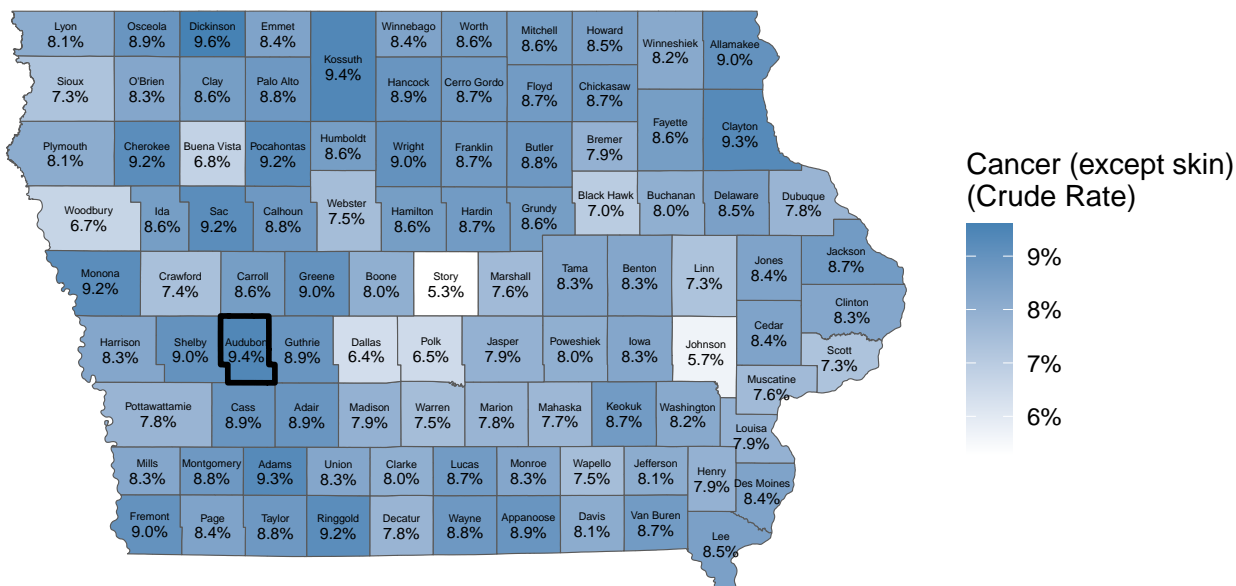 Lyon
8.1%
Osceola
8.9%
Dickinson
9.6%
Emmet
8.4%
Kossuth
9.4%
Winnebago
8.4%
Worth
8.6%
Mitchell
8.6%
Howard
8.5%
Winneshiek
8.2%
Allamakee
9.0%
Sioux
7.3%
O'Brien
8.3%
Clay
8.6%
Palo Alto
8.8%
Hancock
8.9%
Cerro Gordo
8.7%
Floyd
8.7%
Chickasaw
8.7%
Fayette
8.6%
Clayton
9.3%
Plymouth
8.1%
Cherokee
9.2%
Buena Vista
6.8%
Pocahontas
9.2%
Humboldt
8.6%
Wright
9.0%
Franklin
8.7%
Butler
8.8%
Bremer
7.9%
Woodbury
6.7%
Ida
8.6%
Sac
9.2%
Calhoun
8.8%
Webster
7.5%
Hamilton
8.6%
Hardin
8.7%
Grundy
8.6%
Black Hawk
7.0%
Buchanan
8.0%
Delaware
8.5%
Dubuque
7.8%
Monona
9.2%
Crawford
7.4%
Carroll
8.6%
Greene
9.0%
Boone
8.0%
Story
5.3%
Marshall
7.6%
Tama
8.3%
Benton
8.3%
Linn
7.3%
Jones
8.4%
Jackson
8.7%
Clinton
8.3%
Harrison
8.3%
Shelby
9.0%
Audubon
9.4%
Guthrie
8.9%
Dallas
6.4%
Polk
6.5%
Jasper
7.9%
Poweshiek
8.0%
Iowa
8.3%
Johnson
5.7%
Cedar
8.4%
Scott
7.3%
Muscatine
7.6%
Pottawattamie
7.8%
Cass
8.9%
Adair
8.9%
Madison
7.9%
Warren
7.5%
Marion
7.8%
Mahaska
7.7%
Keokuk
8.7%
Washington
8.2%
Louisa
7.9%
Mills
8.3%
Montgomery
8.8%
Adams
9.3%
Union
8.3%
Clarke
8.0%
Lucas
8.7%
Monroe
8.3%
Wapello
7.5%
Jefferson
8.1%
Henry
7.9%
Des Moines
8.4%
Fremont
9.0%
Page
8.4%
Taylor
8.8%
Ringgold
9.2%
Decatur
7.8%
Wayne
8.8%
Appanoose
8.9%
Davis
8.1%
Van Buren
8.7%
Lee
8.5%
Cancer (except skin)
(Crude Rate)
9%
8%
7%
6%